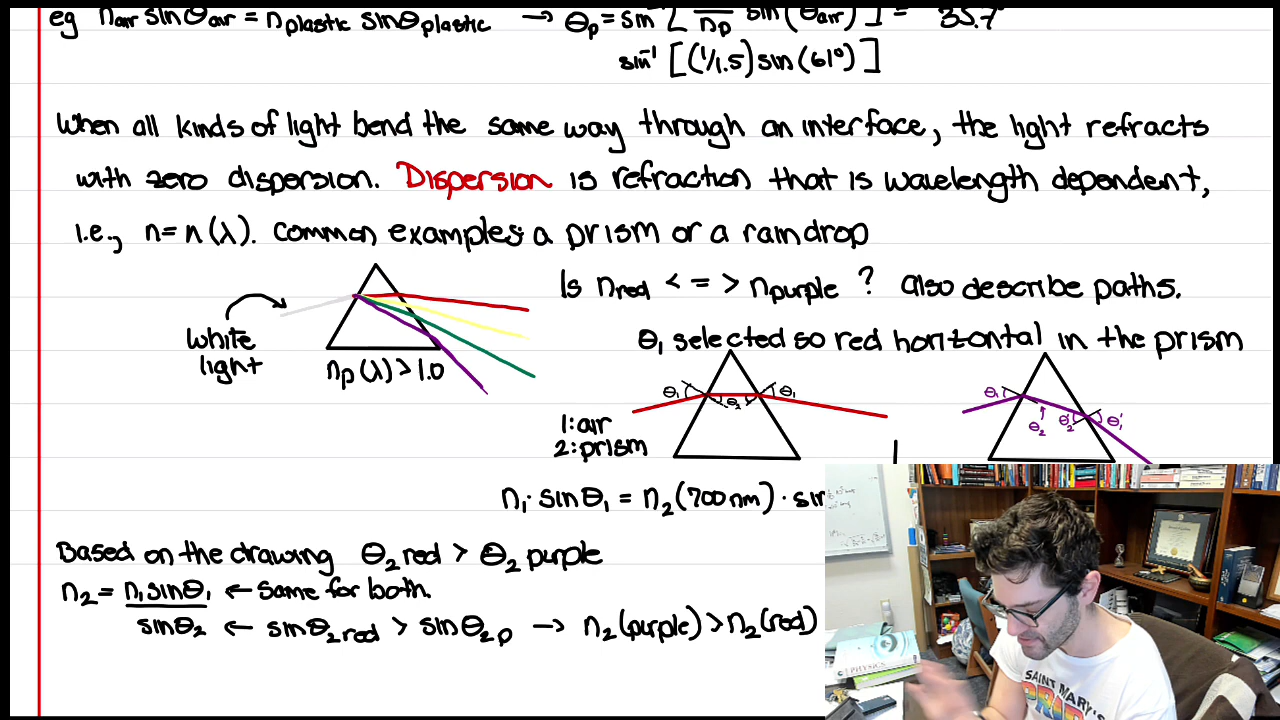 eg n_air sinθ_air = n_plastic sinθ_plastic → θ_p = sin⁻¹ [ /n_p sin(θ_air) ] = 35.7°
sin⁻¹ [(1/1.5) sin(61°)]
When all kinds of light bend the same way through an interface, the light refracts
with zero dispersion. Dispersion is refraction that is wavelength dependent,
i.e., n = n(λ). Common examples: a prism or a raindrop
Is n_red < = > n_purple ? Also describe paths.
white
light
n_p(λ) > 1.0
θ₁ selected so red horizontal in the prism
θ₁ θ₂ θ₁
θ₁ θ₂ θ₂' θ₁'
1: air
2: prism
n₁ · sinθ₁ = n₂(700nm) · sin
Based on the drawing θ₂ red > θ₂ purple
n₂ = n₁ sinθ₁ ← same for both.
sinθ₂ ← sinθ₂ red > sinθ₂ p → n₂(purple) > n₂(red)
PHYSICS
SAINT MARY'S